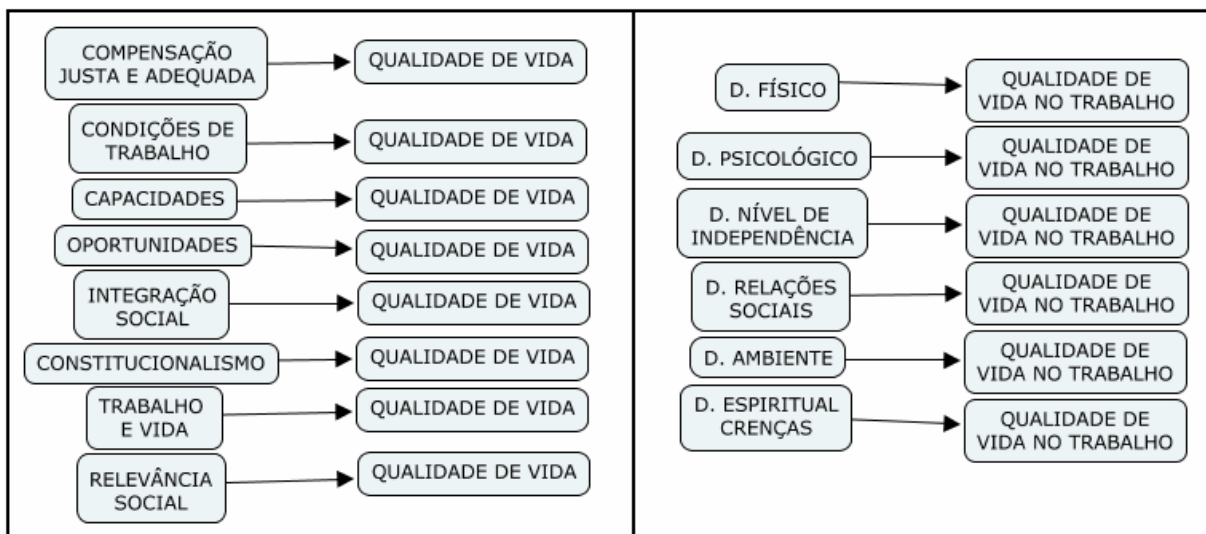 COMPENSAÇÃO
JUSTA E ADEQUADA
QUALIDADE DE VIDA
CONDIÇÕES DE
TRABALHO
QUALIDADE DE VIDA
CAPACIDADES
QUALIDADE DE VIDA
OPORTUNIDADES
QUALIDADE DE VIDA
INTEGRAÇÃO
SOCIAL
QUALIDADE DE VIDA
CONSTITUCIONALISMO
QUALIDADE DE VIDA
TRABALHO
E VIDA
QUALIDADE DE VIDA
RELEVÂNCIA
SOCIAL
QUALIDADE DE VIDA
D. FÍSICO
QUALIDADE DE
VIDA NO TRABALHO
D. PSICOLÓGICO
QUALIDADE DE
VIDA NO TRABALHO
D. NÍVEL DE
INDEPENDÊNCIA
QUALIDADE DE
VIDA NO TRABALHO
D. RELAÇÕES
SOCIAIS
QUALIDADE DE
VIDA NO TRABALHO
D. AMBIENTE
QUALIDADE DE
VIDA NO TRABALHO
D. ESPIRITUAL
CRENÇAS
QUALIDADE DE
VIDA NO TRABALHO